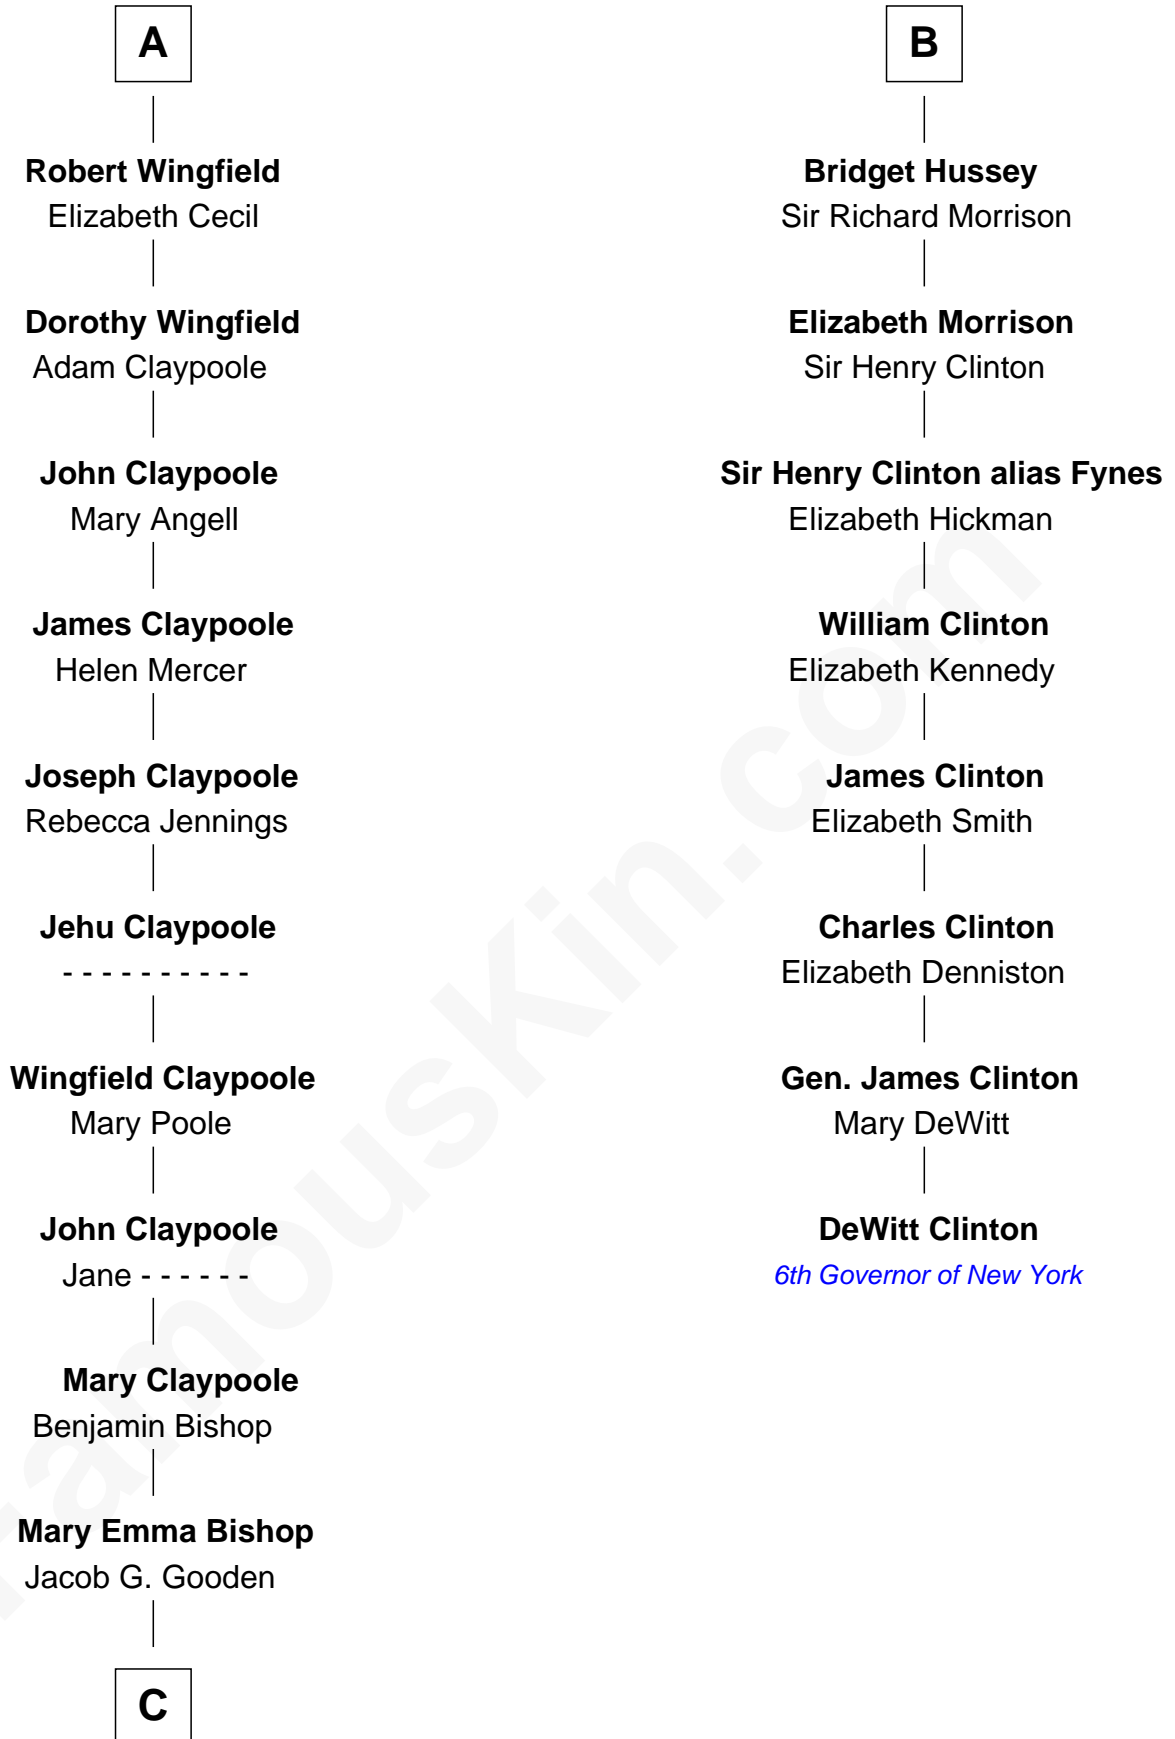 A
Robert Wingfield
Elizabeth Cecil
Dorothy Wingfield
Adam Claypoole
John Claypoole
Mary Angell
James Claypoole
Helen Mercer
Joseph Claypoole
Rebecca Jennings
Jehu Claypoole
- - - - - - - - - -
Wingfield Claypoole
Mary Poole
John Claypoole
Jane - - - - - -
Mary Claypoole
Benjamin Bishop
Mary Emma Bishop
Jacob G. Gooden
C
B
Bridget Hussey
Sir Richard Morrison
Elizabeth Morrison
Sir Henry Clinton
Sir Henry Clinton alias Fynes
Elizabeth Hickman
William Clinton
Elizabeth Kennedy
James Clinton
Elizabeth Smith
Charles Clinton
Elizabeth Denniston
Gen. James Clinton
Mary DeWitt
DeWitt Clinton
6th Governor of New York
FamousKin.com